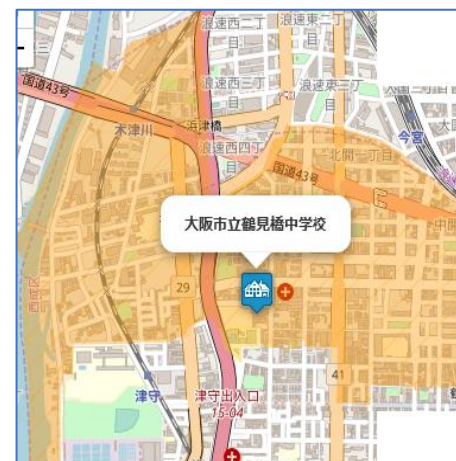 浪速西二丁
目
浪速東二丁
目
国道43号
浪速西三丁
目
浪速東三丁
目
木津川
浜津橋
今宮
浪速西四丁
目
北開一丁目
国道43号
大阪市立鶴見橋中学校
西成区
29
41
津守
津守出入口
15-04